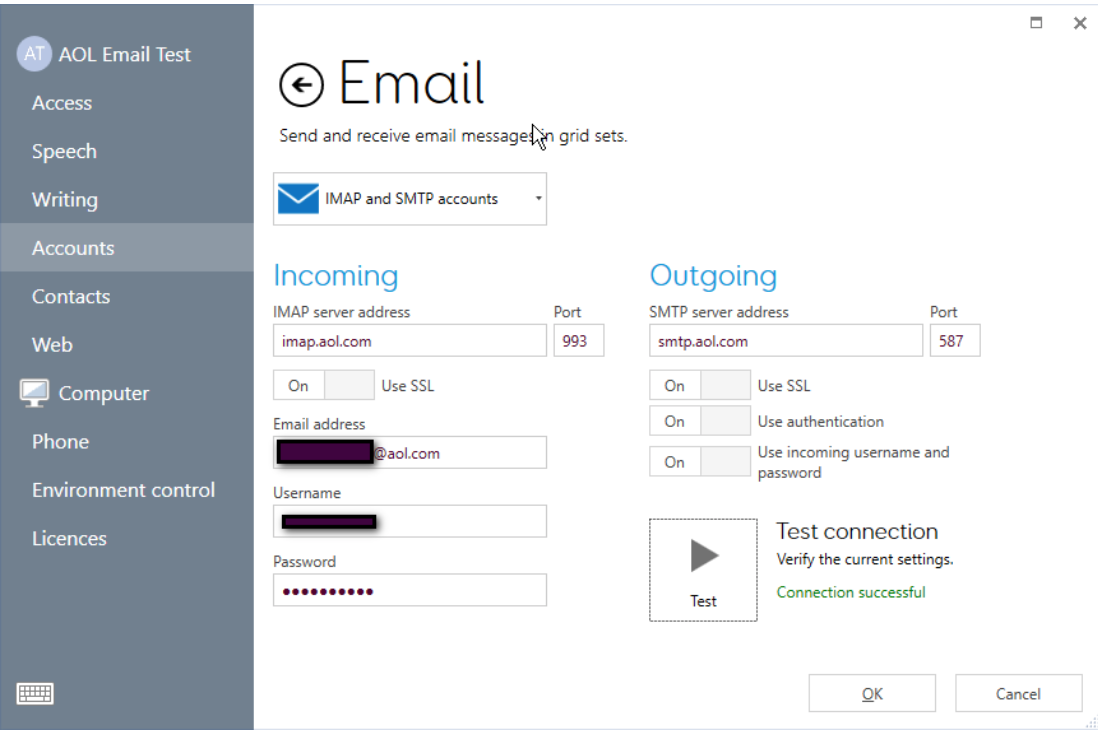 AT AOL Email Test
Access
Speech
Writing
Accounts
Contacts
Web
Computer
Phone
Environment control
Licences
Email
Send and receive email messages in grid sets.
IMAP and SMTP accounts
Incoming
IMAP server address Port
imap.aol.com 993
On Use SSL
Email address
@aol.com
Username
Password
••••••••••
Outgoing
SMTP server address Port
smtp.aol.com 587
On Use SSL
On Use authentication
On Use incoming username and
password
Test
Test connection
Verify the current settings.
Connection successful
OK Cancel